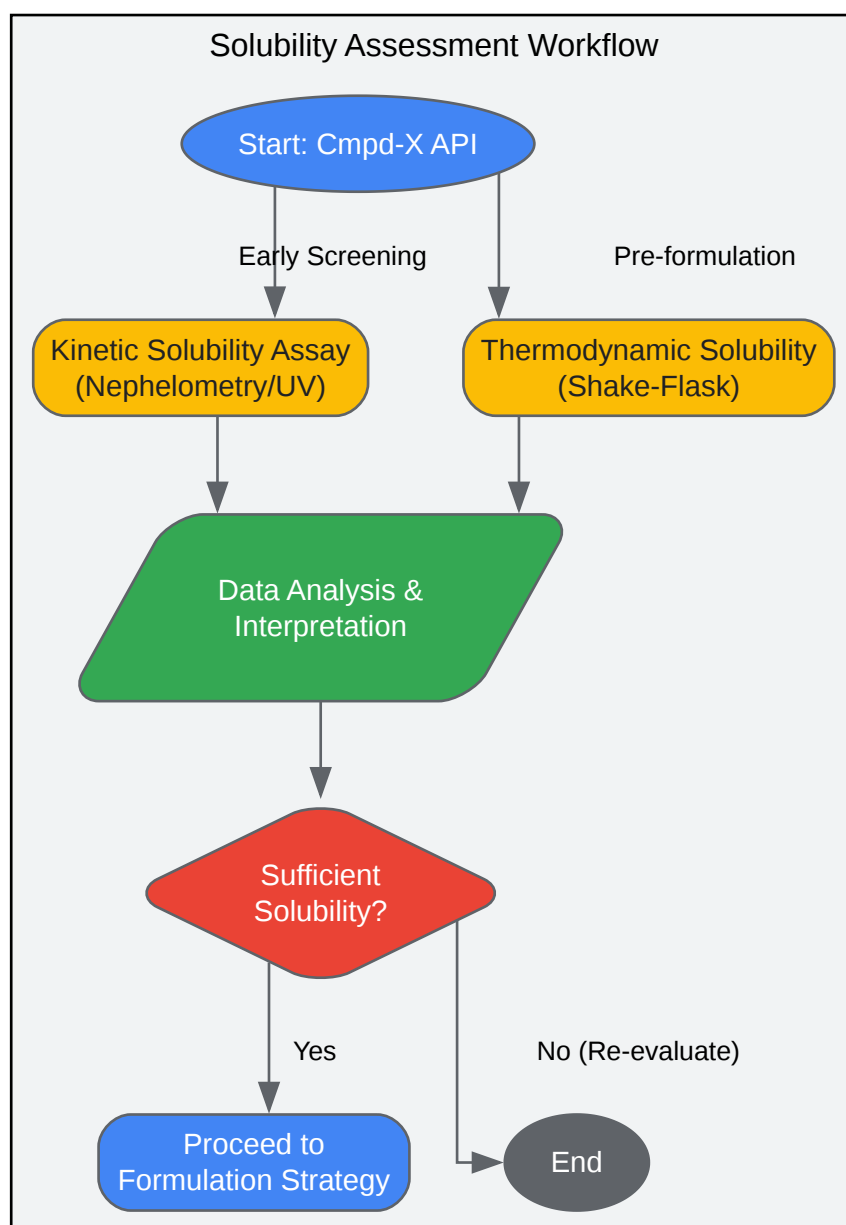 Solubility Assessment Workflow
Start: Cmpd-X API
Early Screening
Pre-formulation
Kinetic Solubility Assay
(Nephelometry/UV)
Thermodynamic Solubility
(Shake-Flask)
Data Analysis &
Interpretation
Sufficient
Solubility?
Yes
No (Re-evaluate)
Proceed to
Formulation Strategy
End